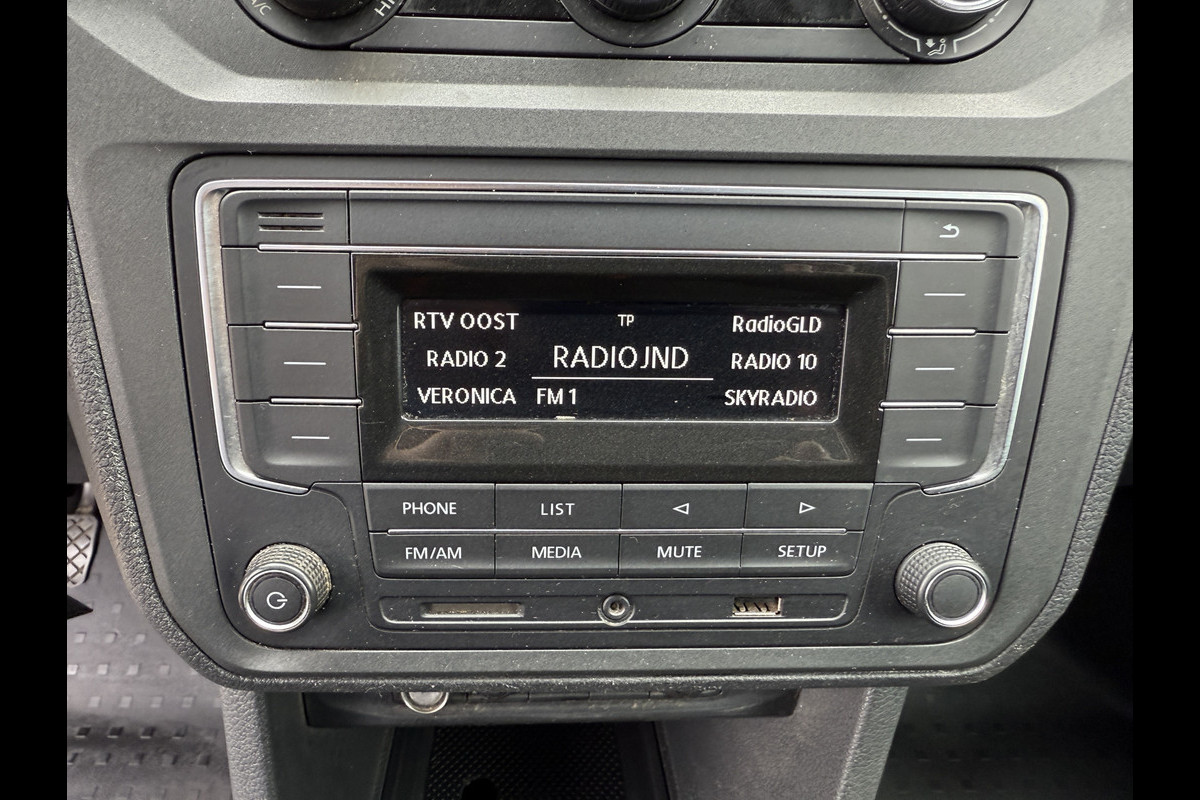 A/C
RTV OOST
TP
RadioGLD
RADIO 2
RADIOJND
RADIO 10
VERONICA
FM 1
SKYRADIO
PHONE
LIST
FM/AM
MEDIA
MUTE
SETUP